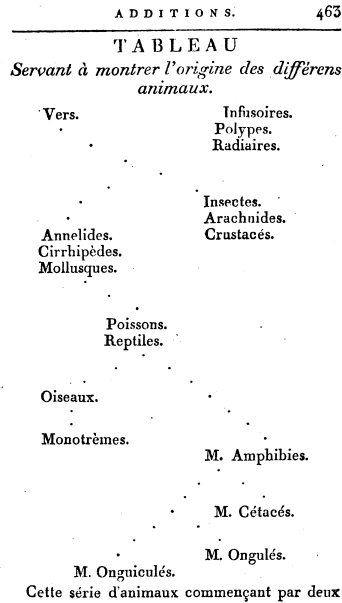 ADDITIONS. 463
TABLEAU
Servant à montrer l'origine des différens
animaux.
Vers. Infusoires.
Polypes.
Radiaires.
Insectes.
Arachnides.
Annelides. Crustacés.
Cirrhipèdes.
Mollusques.
Poissons.
Reptiles.
Oiseaux.
Monotrèmes.
M. Amphibies.
M. Cétacés.
M. Ongulés.
M. Onguiculés.
Cette série d'animaux commençant par deux